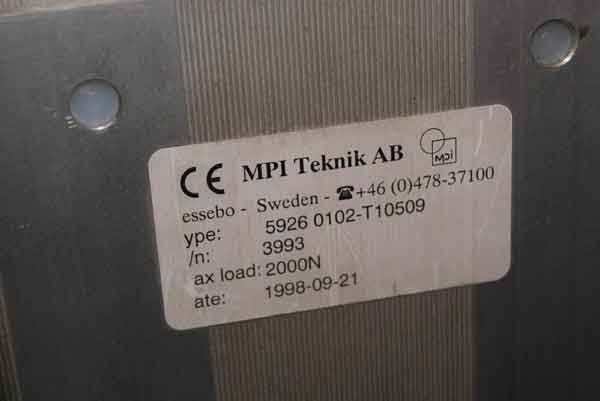 CE MPI Teknik AB mpi
essebo - Sweden - ☎+46 (0)478-37100
ype: 5926 0102-T10509
/n: 3993
ax load: 2000N
ate: 1998-09-21